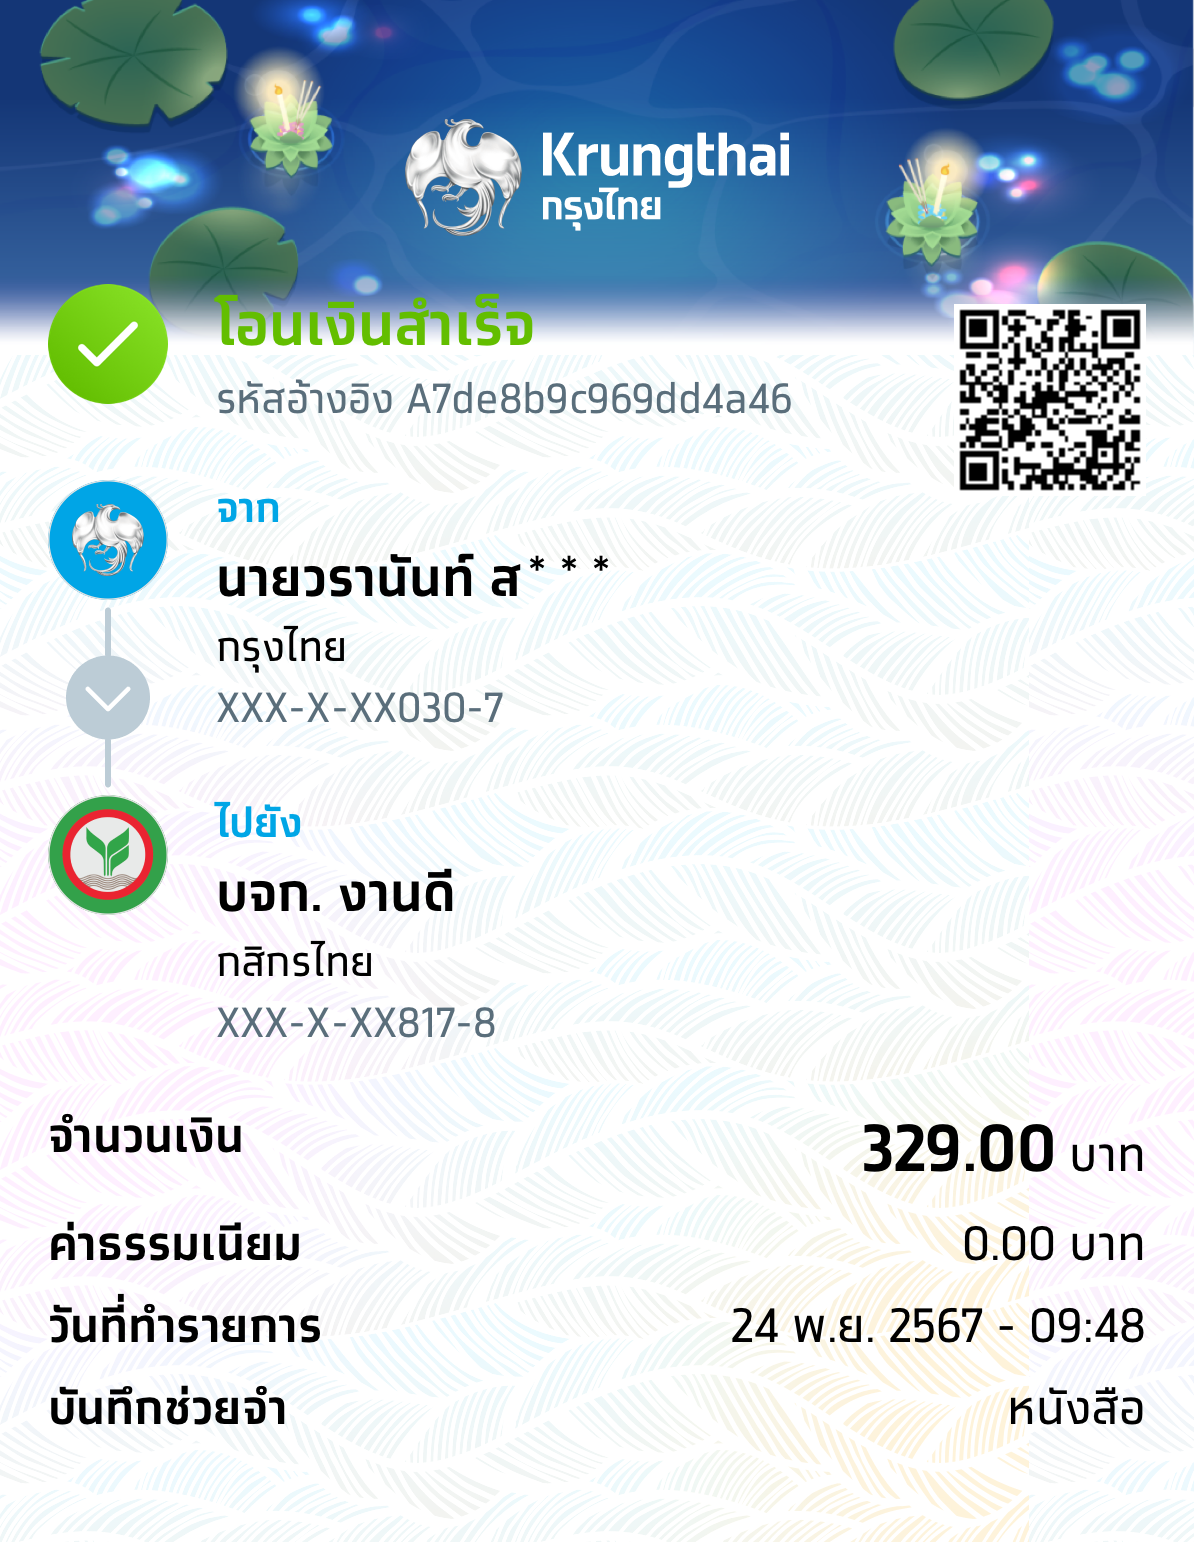 Krungthai
กรุงไทย
โอนเงินสำเร็จ
รหัสอ้างอิง A7de8b9c969dd4a46
จาก
นายวรานันท์ ส* * *
กรุงไทย
XXX-X-XX030-7
ไปยัง
บจก. งานดี
กสิกรไทย
XXX-X-XX817-8
จำนวนเงิน 329.00 บาท
ค่าธรรมเนียม 0.00 บาท
วันที่ทำรายการ 24 พ.ย. 2567 - 09:48
บันทึกช่วยจำ หนังสือ